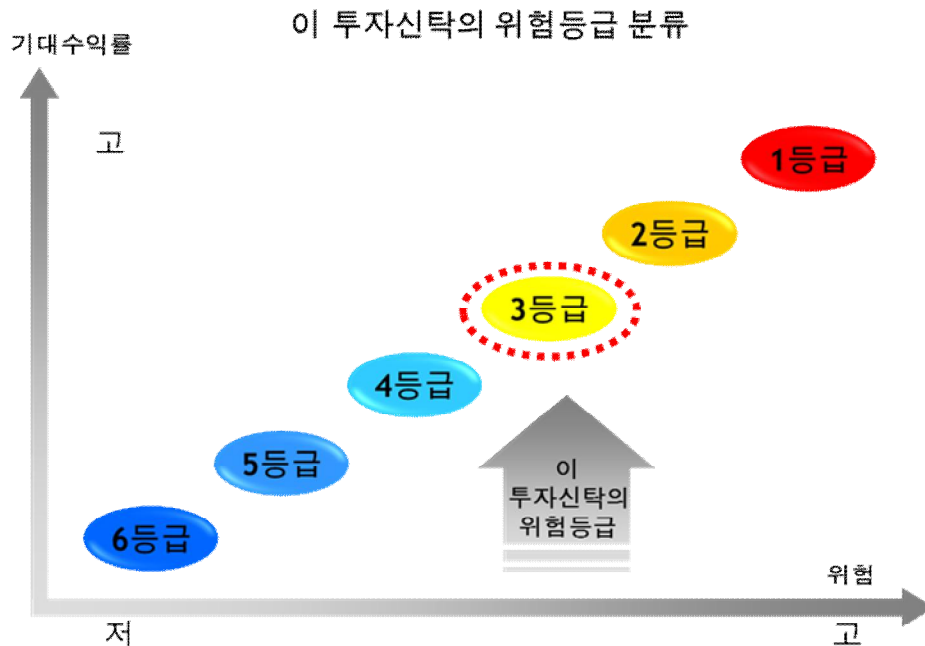 이 투자신탁의 위험등급 분류
기대수익률
고
1등급
2등급
3등급
4등급
5등급
6등급
이
투자신탁의
위험등급
위험
저
고